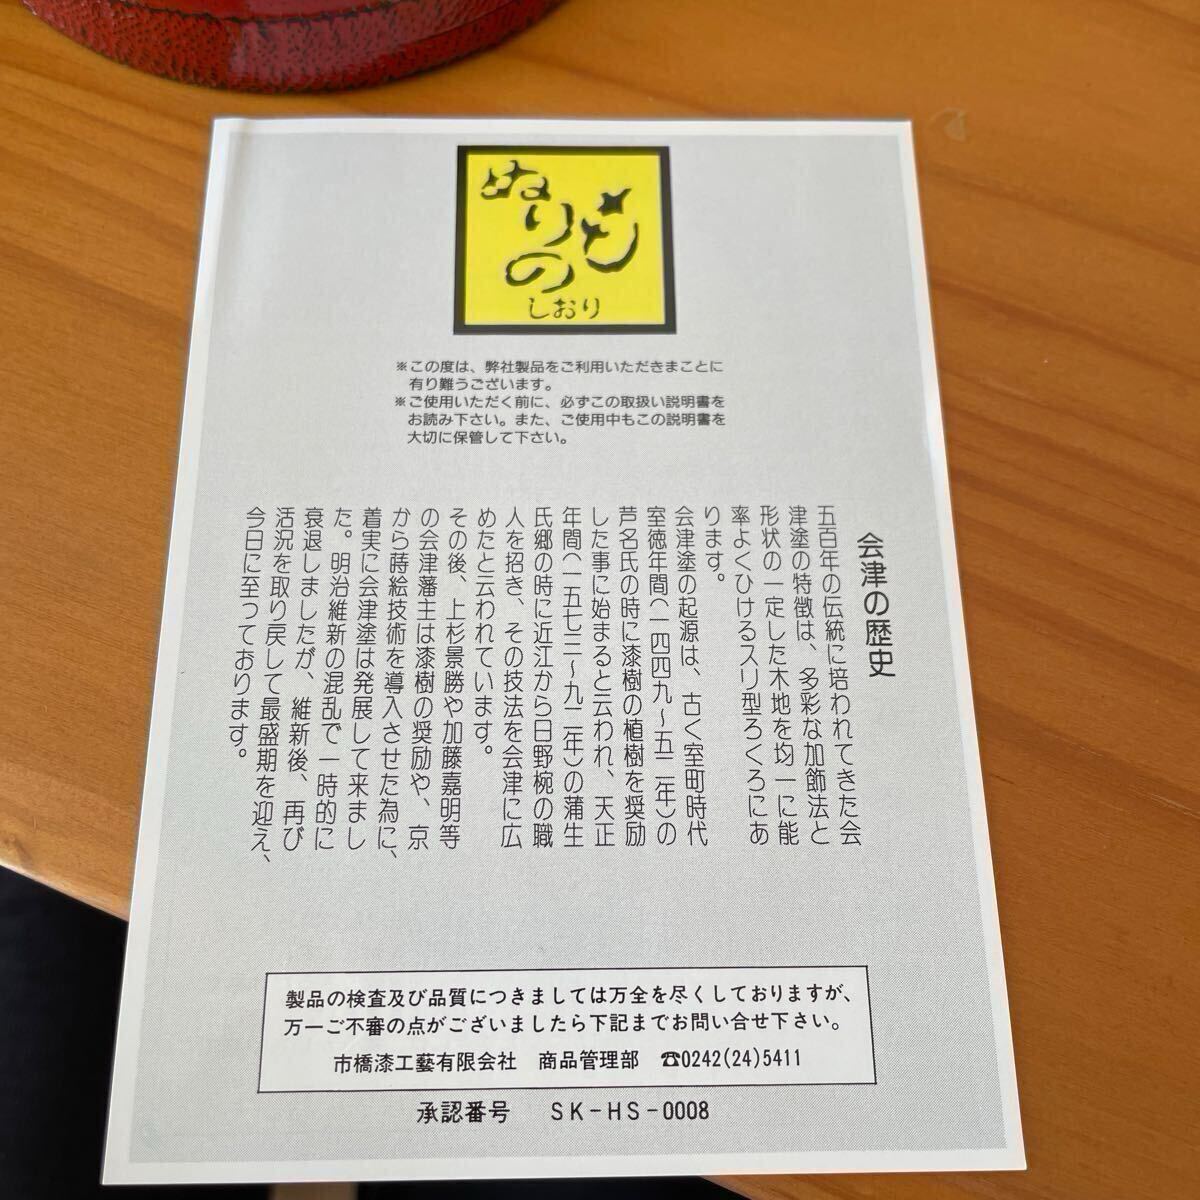 ぬりもの
しおり
※この度は、弊社製品をご利用いただきまことに
有り難うございます。
※ご使用いただく前に、必ずこの取扱い説明書を
お読み下さい。また、ご使用中もこの説明書を
大切に保管して下さい。
会津の歴史
五百年の伝統に培われてきた会
津塗の特徴は、多彩な加飾法と
形状の一定した木地を均一に能
率よくひけるスリ型ろくろにあ
ります。
会津塗の起源は、古く室町時代
室徳年間(一四四九〜五二年)の
芦名氏の時に漆樹の植樹を奨励
した事に始まると云われ、天正
年間(一五七三〜九二年)の蒲生
氏郷の時に近江から日野椀の職
人を招き、その技法を会津に広
めたと云われています。
その後、上杉景勝や加藤嘉明等
の会津藩主は漆樹の奨励や、京
から蒔絵技術を導入させた為に、
着実に会津塗は発展して来まし
た。明治維新の混乱で一時的に
衰退しましたが、維新後、再び
活況を取り戻して最盛期を迎え、
今日に至っております。
製品の検査及び品質につきましては万全を尽くしておりますが、
万一ご不審の点がございましたら下記までお問い合せ下さい。
市橋漆工藝有限会社 商品管理部 ☎0242(24)5411
承認番号 SK-HS-0008